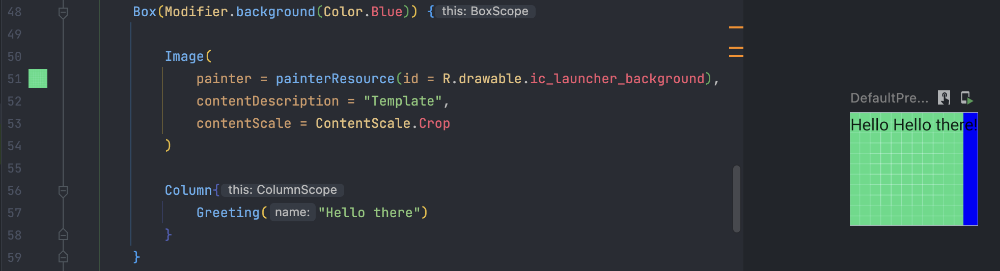 48 Box(Modifier.background(Color.Blue)) { this: BoxScope
49
50 Image(
51 painter = painterResource(id = R.drawable.ic_launcher_background),
52 contentDescription = "Template",
53 contentScale = ContentScale.Crop
54 )
55
56 Column{ this: ColumnScope
57 Greeting( name: "Hello there")
58 }
59 }
DefaultPre...
Hello Hello there!